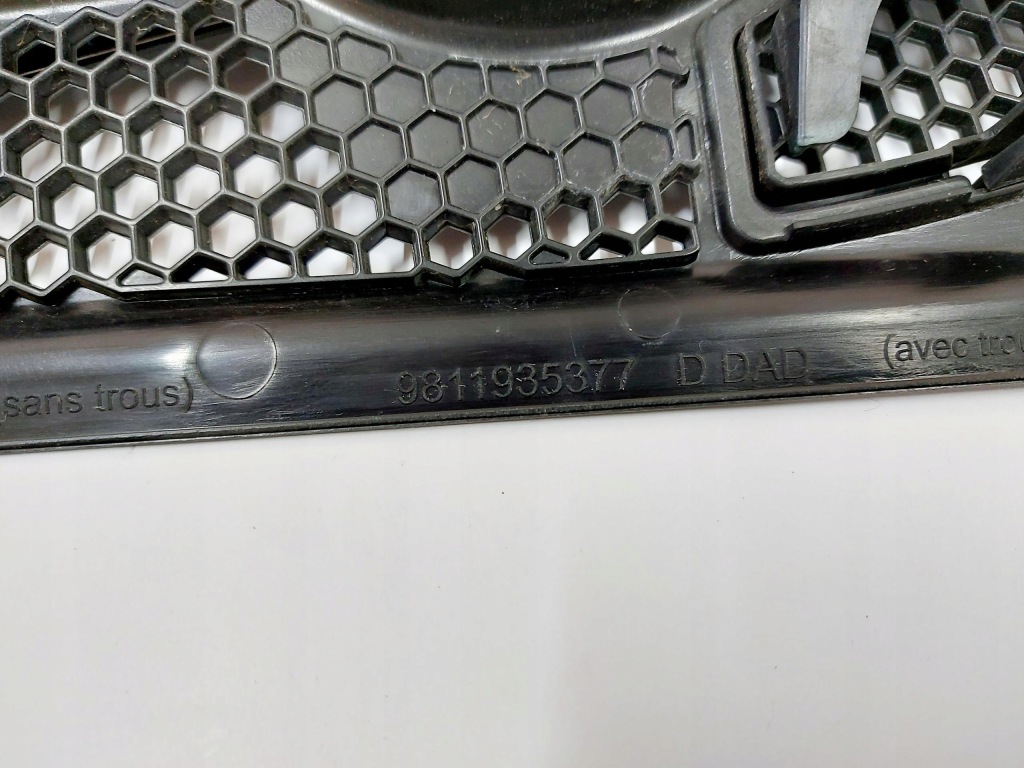 sans trous)
9811935377 D DAD
(avec trou